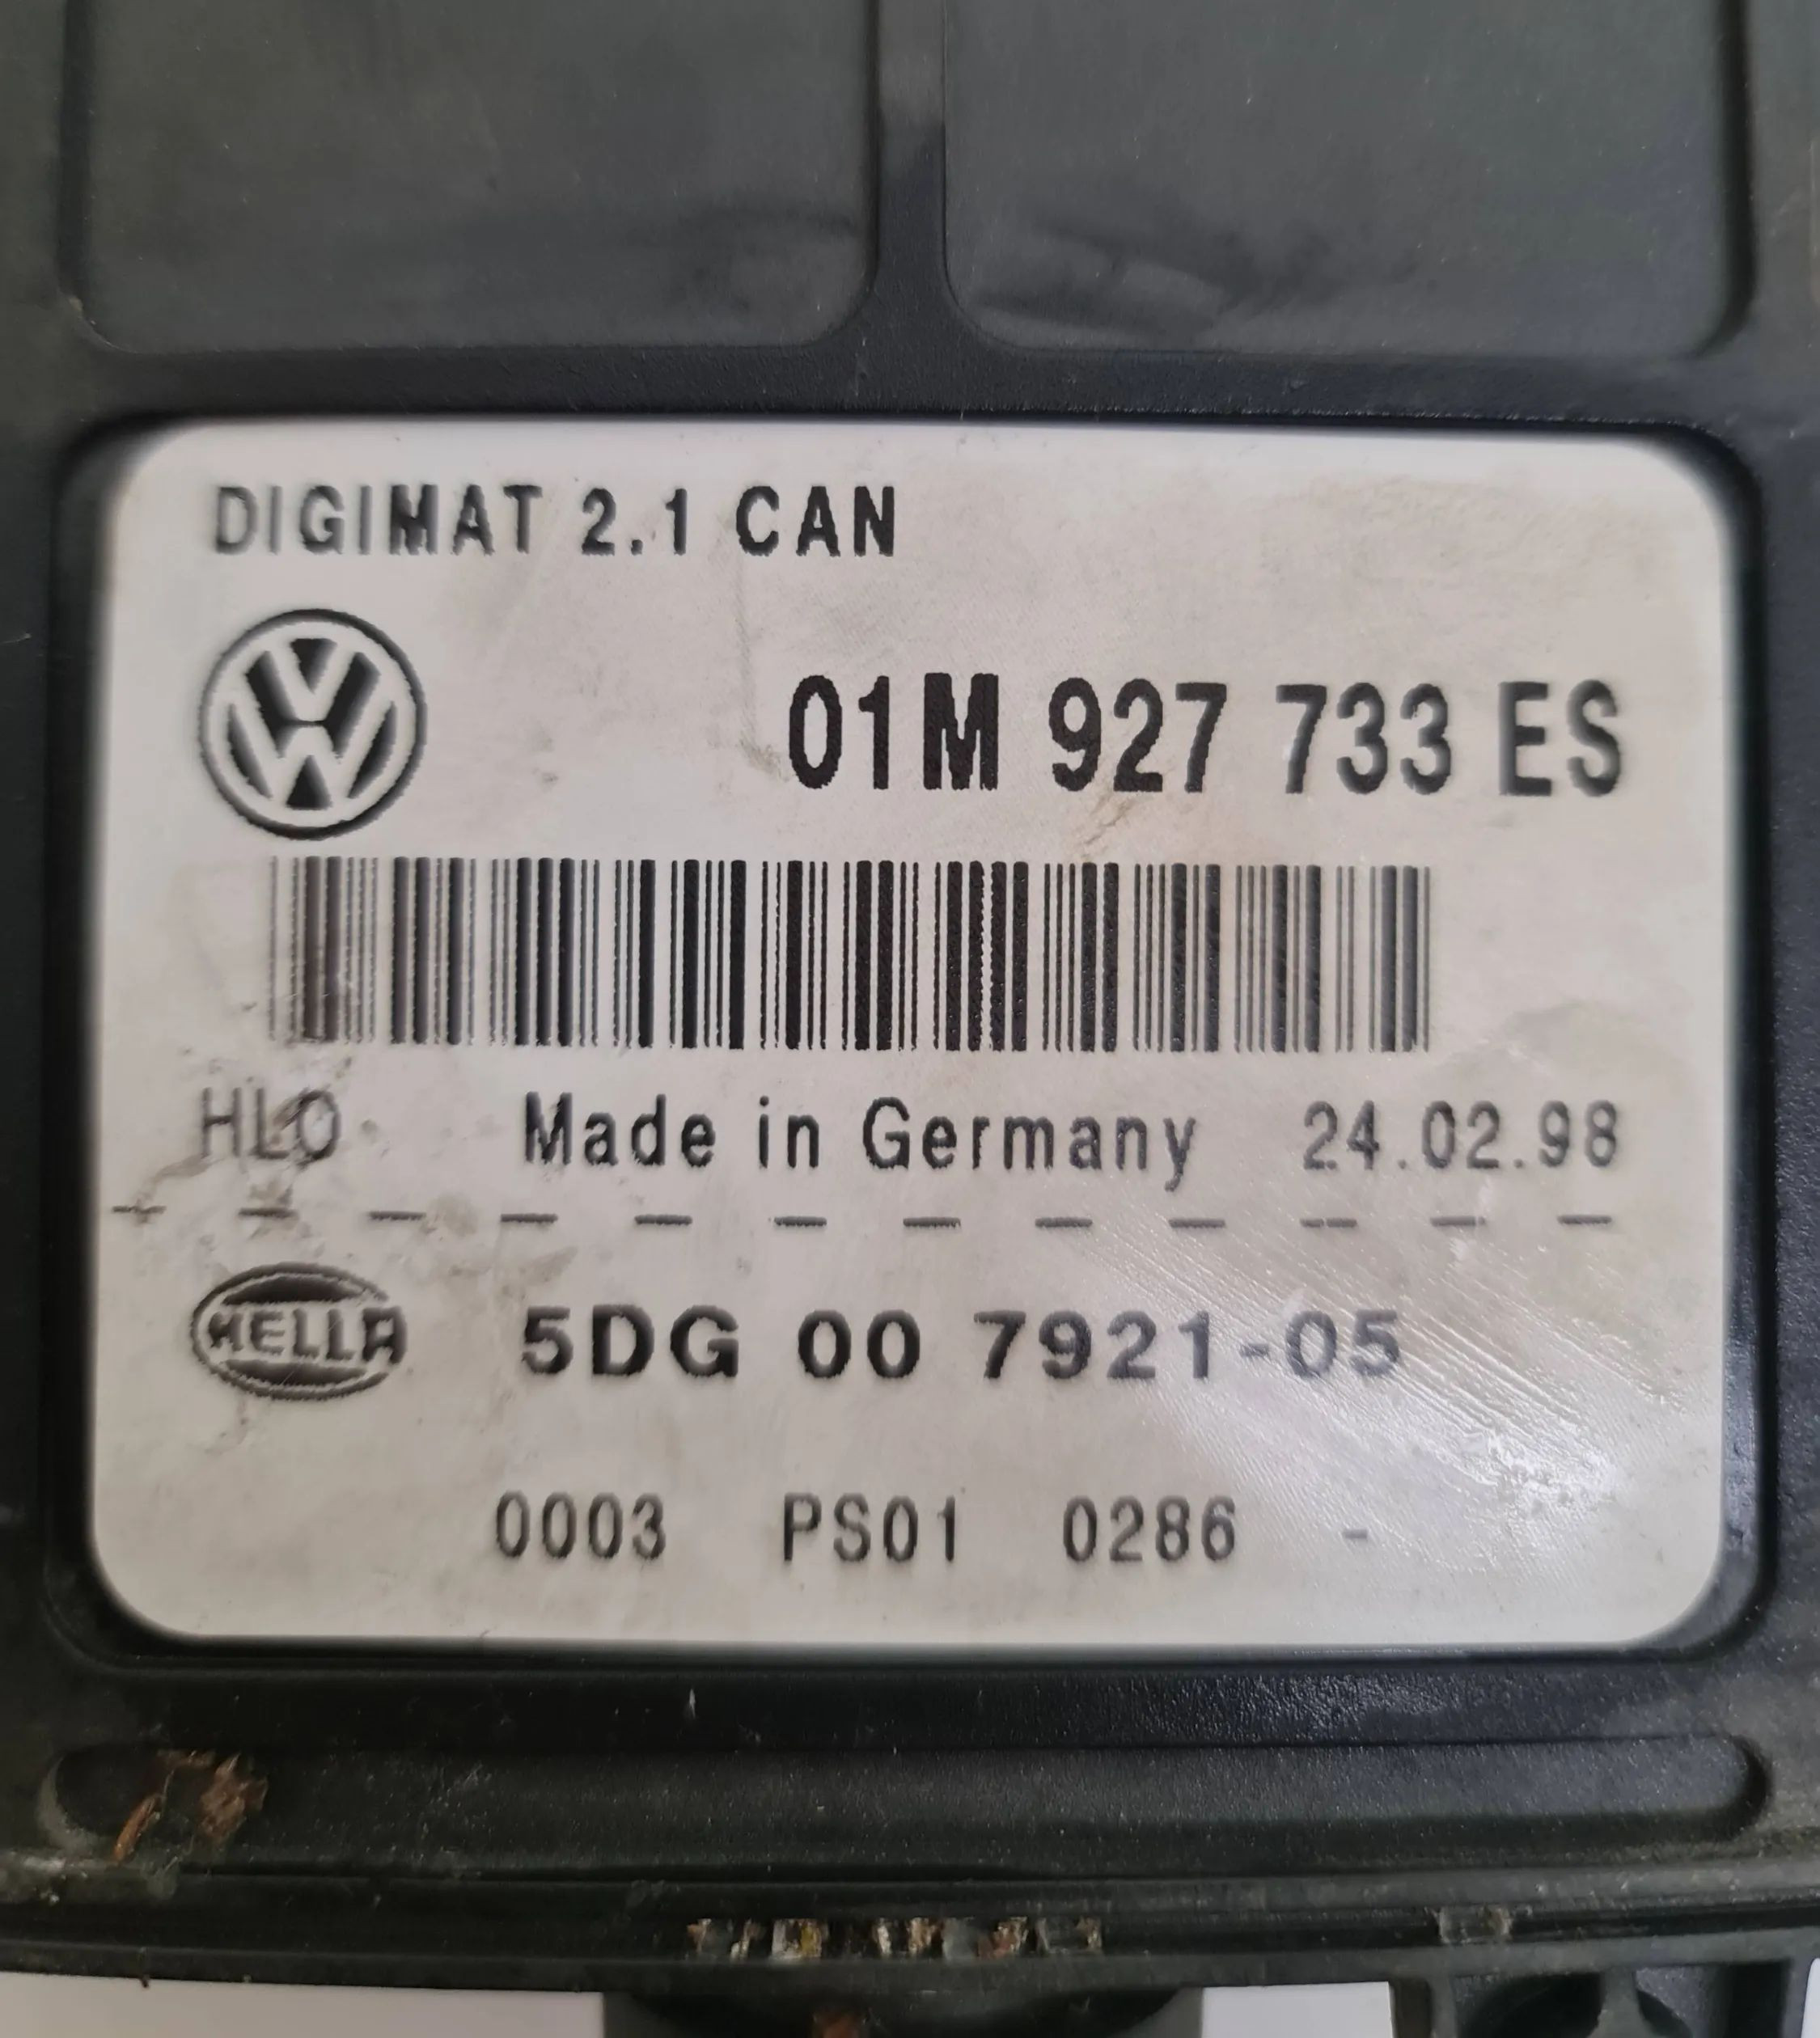 DIGIMAT 2.1 CAN
01M 927 733 ES
HLO Made in Germany 24.02.98
HELLA 5DG 00 7921-05
0003 PS01 0286 -